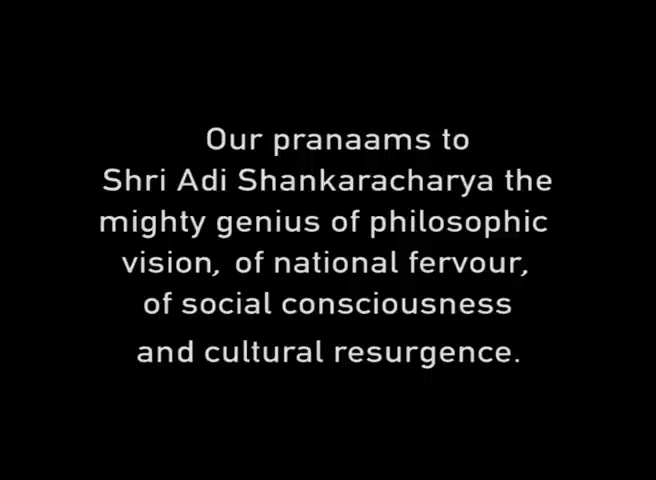 Our pranaams to
Shri Adi Shankaracharya the
mighty genius of philosophic
vision, of national fervour,
of social consciousness
and cultural resurgence.